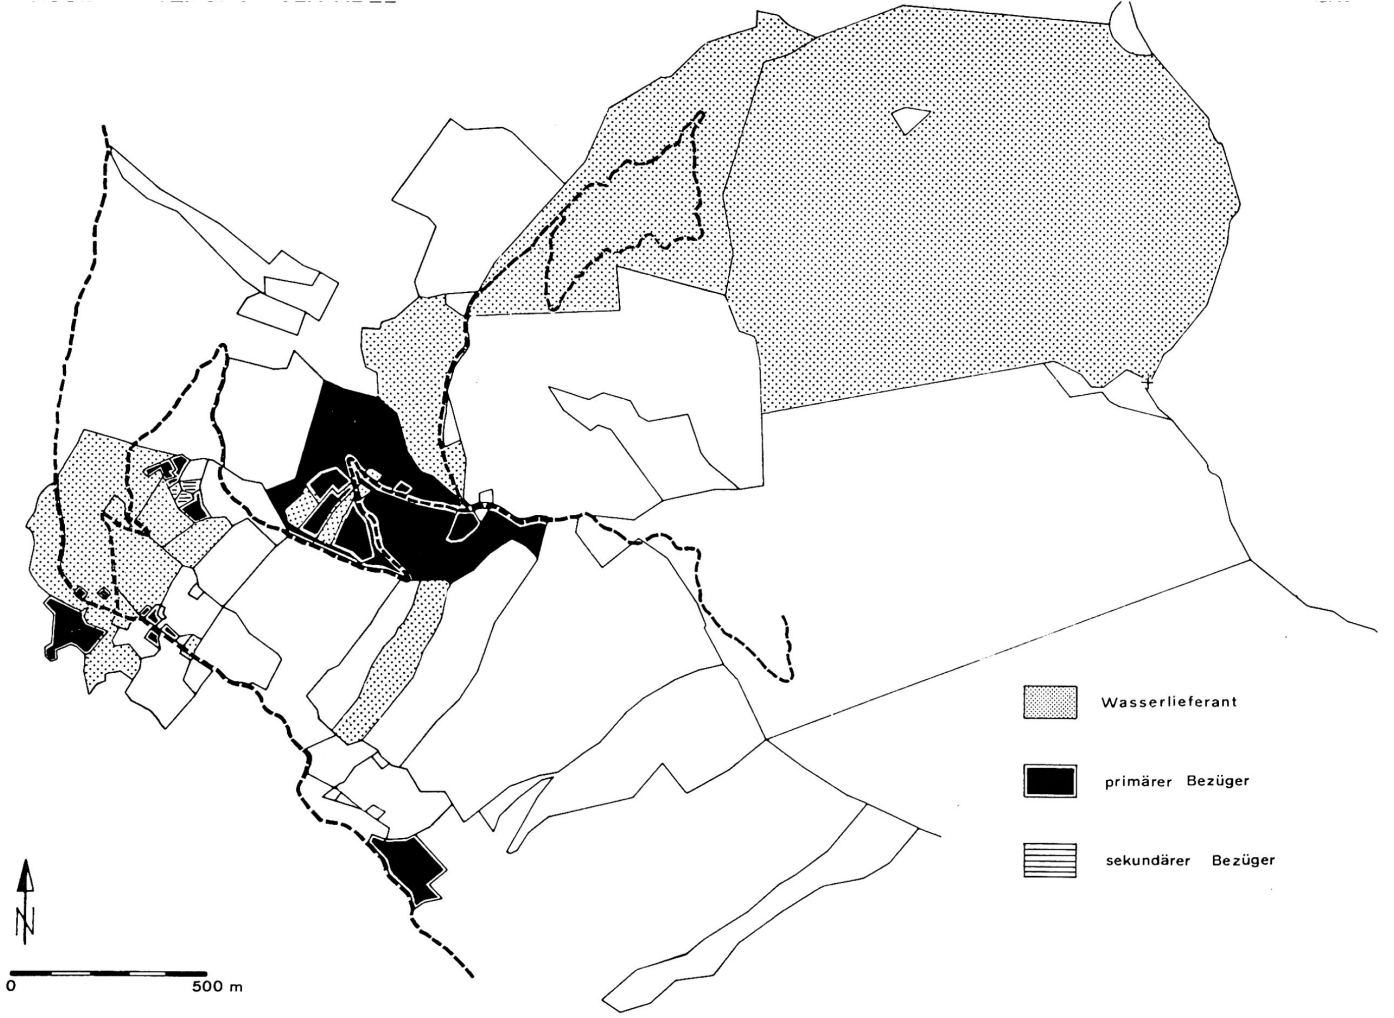 Wasserlieferant
primärer Bezüger
sekundärer Bezüger
N
0 500 m